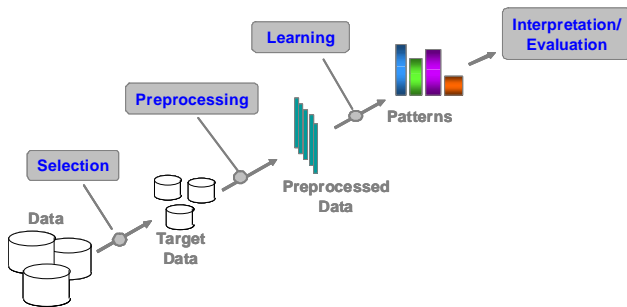 Interpretation/
Evaluation
Learning
Patterns
Preprocessing
Preprocessed
Data
Selection
Target
Data
Data